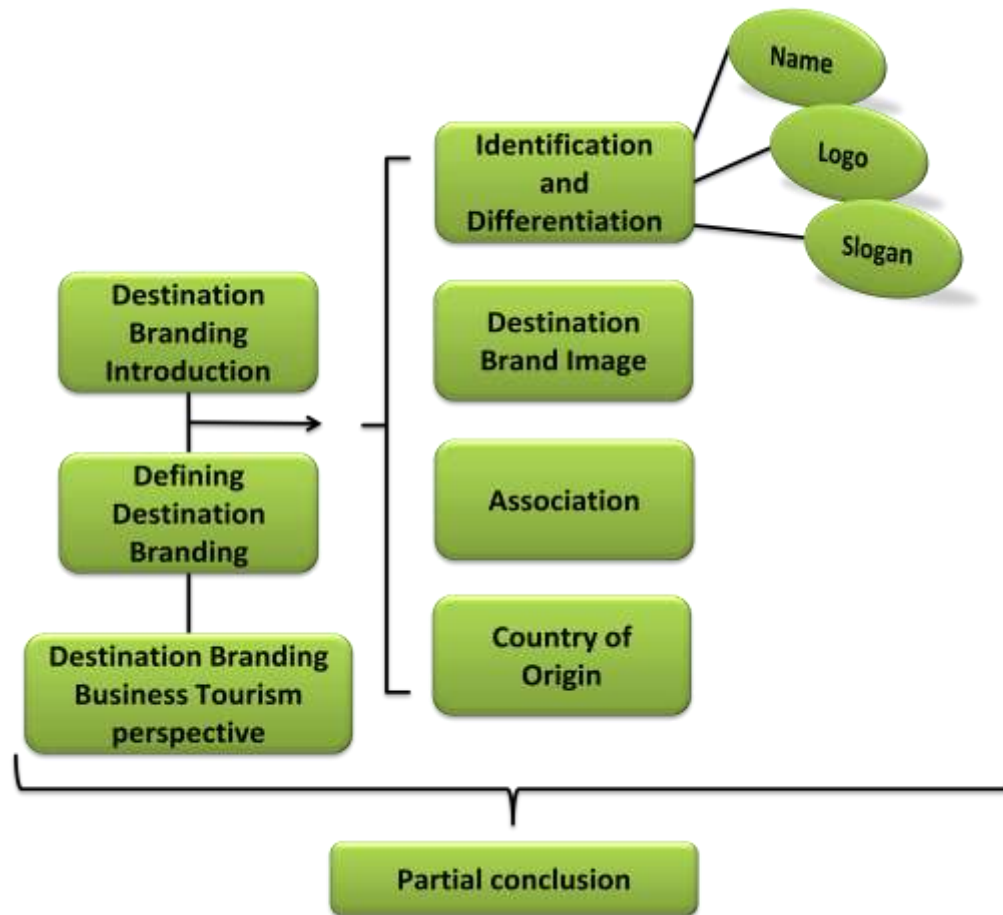 Destination
Branding
Introduction
Defining
Destination
Branding
Destination Branding
Business Tourism
perspective
Identification
and
Differentiation
Name
Logo
Slogan
Destination
Brand Image
Association
Country of
Origin
Partial conclusion